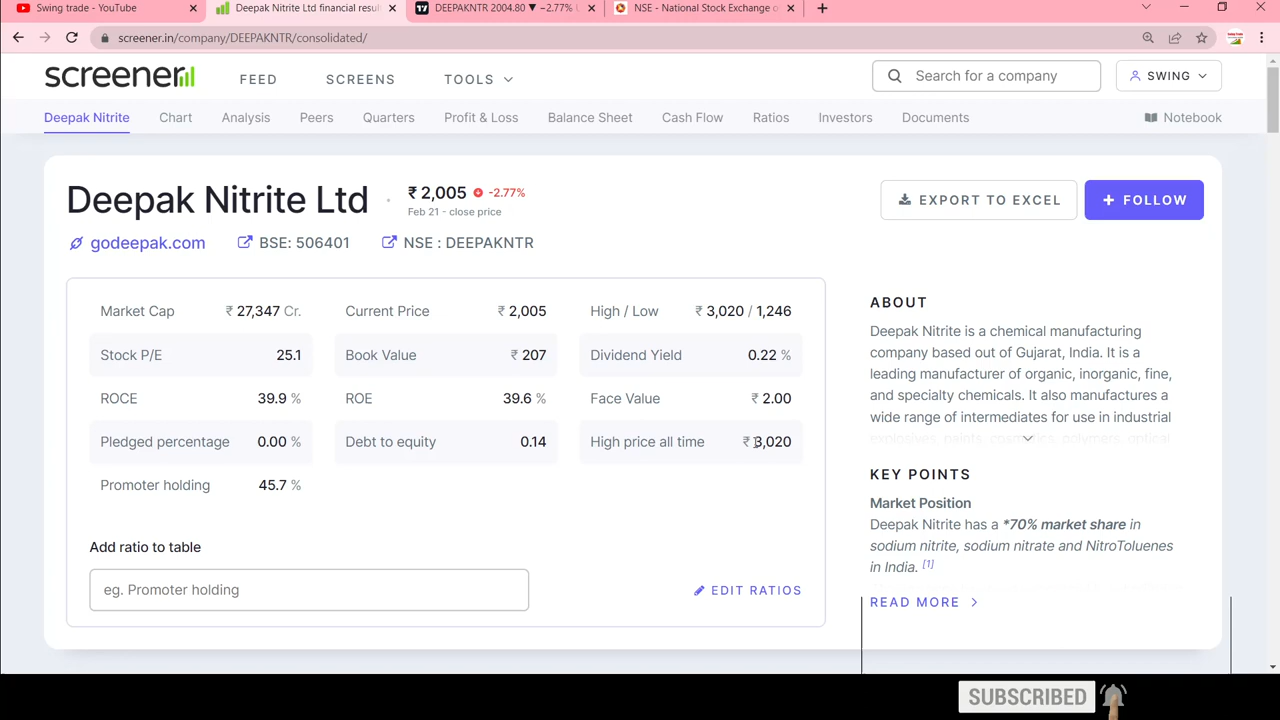 Swing trade - YouTube
Deepak Nitrite Ltd financial resul
DEEPAKNTR 2004.80 ▼ −2.77% U
NSE - National Stock Exchange o
screener.in/company/DEEPAKNTR/consolidated/
screener
FEED
SCREENS
TOOLS
Search for a company
SWING
Deepak Nitrite
Chart
Analysis
Peers
Quarters
Profit & Loss
Balance Sheet
Cash Flow
Ratios
Investors
Documents
Notebook
Deepak Nitrite Ltd
₹ 2,005 -2.77%
Feb 21 - close price
EXPORT TO EXCEL
+ FOLLOW
godeepak.com
BSE: 506401
NSE : DEEPAKNTR
Market Cap ₹ 27,347 Cr.
Current Price ₹ 2,005
High / Low ₹ 3,020 / 1,246
Stock P/E 25.1
Book Value ₹ 207
Dividend Yield 0.22 %
ROCE 39.9 %
ROE 39.6 %
Face Value ₹ 2.00
Pledged percentage 0.00 %
Debt to equity 0.14
High price all time ₹ 3,020
Promoter holding 45.7 %
Add ratio to table
eg. Promoter holding
EDIT RATIOS
ABOUT
Deepak Nitrite is a chemical manufacturing
company based out of Gujarat, India. It is a
leading manufacturer of organic, inorganic, fine,
and specialty chemicals. It also manufactures a
wide range of intermediates for use in industrial
explosives, paints, cosmetics, polymers, optical
KEY POINTS
Market Position
Deepak Nitrite has a *70% market share in
sodium nitrite, sodium nitrate and NitroToluenes
in India. [1]
READ MORE
SUBSCRIBED